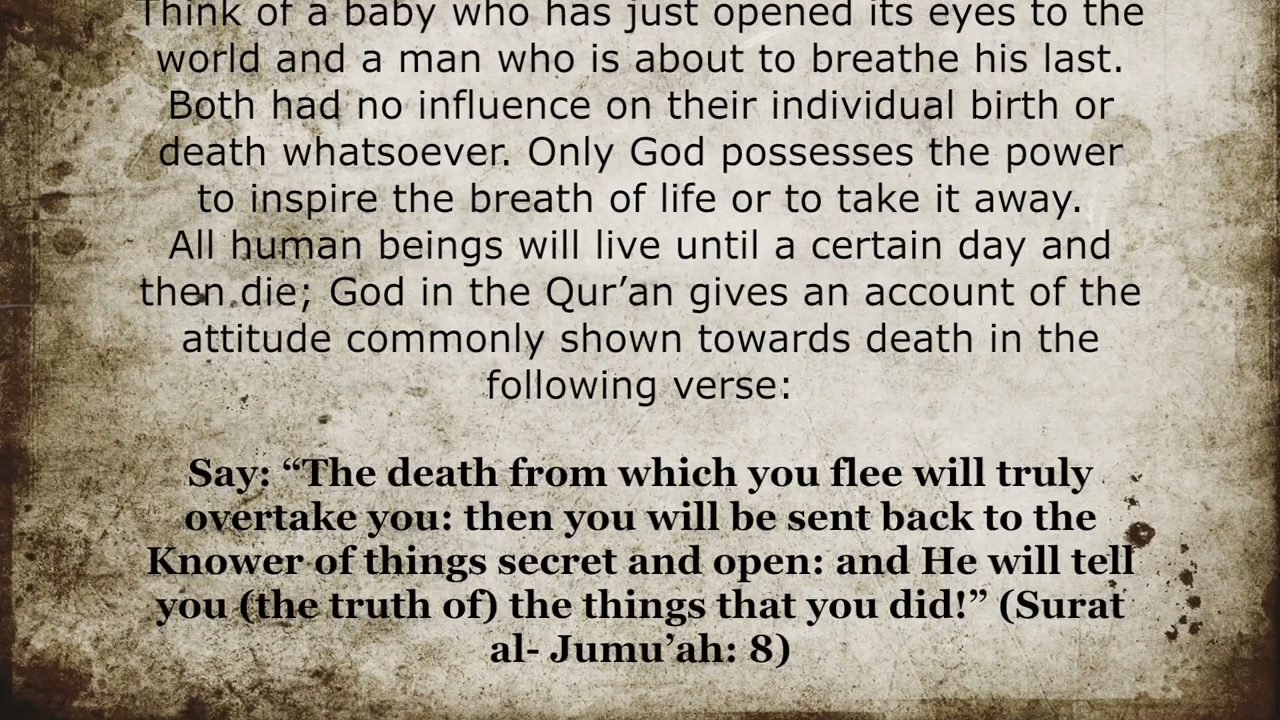 Think of a baby who has just opened its eyes to the
world and a man who is about to breathe his last.
Both had no influence on their individual birth or
death whatsoever. Only God possesses the power
to inspire the breath of life or to take it away.
All human beings will live until a certain day and
then die; God in the Qur’an gives an account of the
attitude commonly shown towards death in the
following verse:
Say: “The death from which you flee will truly
overtake you: then you will be sent back to the
Knower of things secret and open: and He will tell
you (the truth of) the things that you did!” (Surat
al- Jumu’ah: 8)